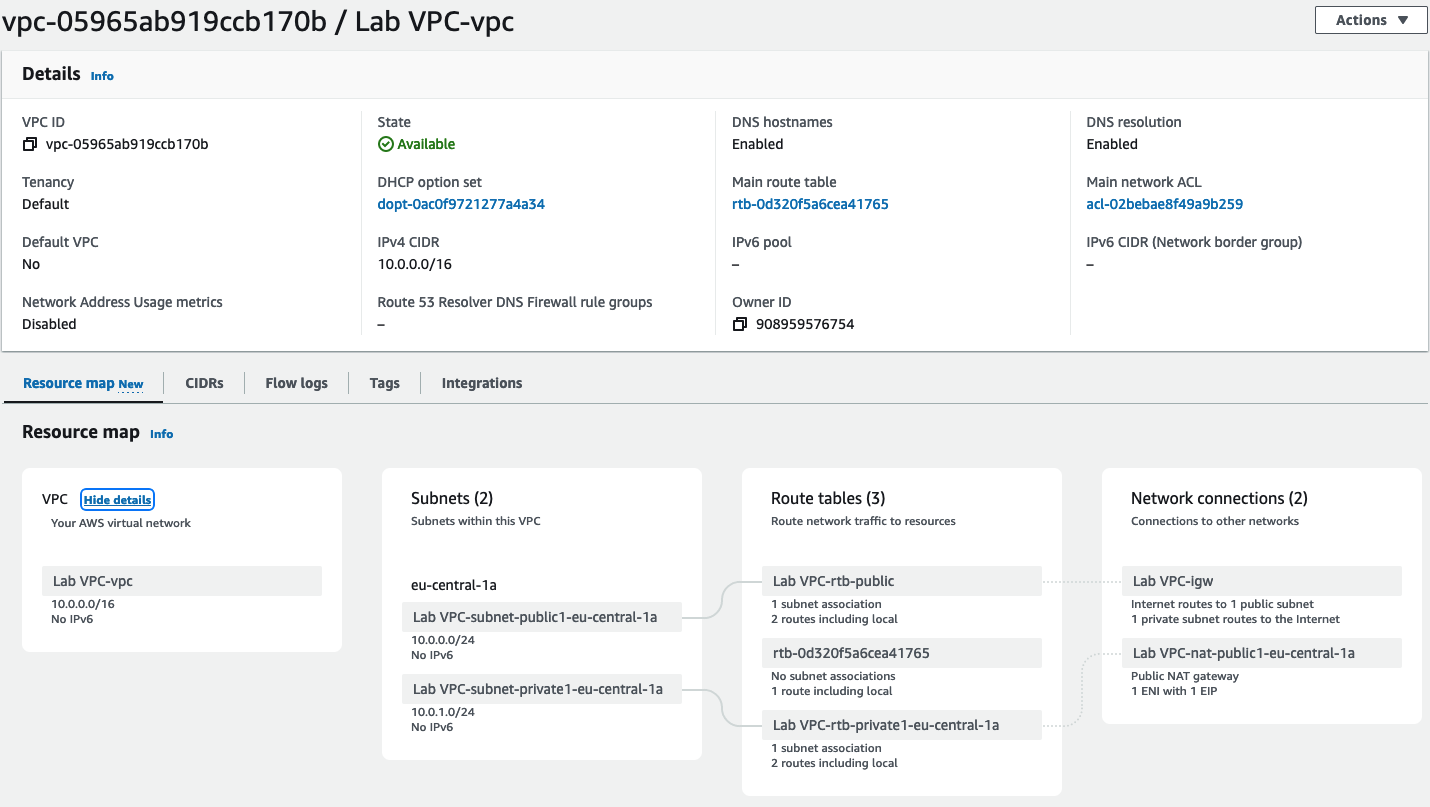 vpc-05965ab919ccb170b / Lab VPC-vpc
Actions
Details Info
VPC ID
vpc-05965ab919ccb170b
State
Available
DNS hostnames
Enabled
DNS resolution
Enabled
Tenancy
Default
DHCP option set
dopt-0ac0f9721277a4a34
Main route table
rtb-0d320f5a6cea41765
Main network ACL
acl-02bebae8f49a9b259
Default VPC
No
IPv4 CIDR
10.0.0.0/16
IPv6 pool
–
IPv6 CIDR (Network border group)
–
Network Address Usage metrics
Disabled
Route 53 Resolver DNS Firewall rule groups
–
Owner ID
908959576754
Resource map New
CIDRs
Flow logs
Tags
Integrations
Resource map Info
VPC Hide details
Your AWS virtual network
Lab VPC-vpc
10.0.0.0/16
No IPv6
Subnets (2)
Subnets within this VPC
eu-central-1a
Lab VPC-subnet-public1-eu-central-1a
10.0.0.0/24
No IPv6
Lab VPC-subnet-private1-eu-central-1a
10.0.1.0/24
No IPv6
Route tables (3)
Route network traffic to resources
Lab VPC-rtb-public
1 subnet association
2 routes including local
rtb-0d320f5a6cea41765
No subnet associations
1 route including local
Lab VPC-rtb-private1-eu-central-1a
1 subnet association
2 routes including local
Network connections (2)
Connections to other networks
Lab VPC-igw
Internet routes to 1 public subnet
1 private subnet routes to the Internet
Lab VPC-nat-public1-eu-central-1a
Public NAT gateway
1 ENI with 1 EIP